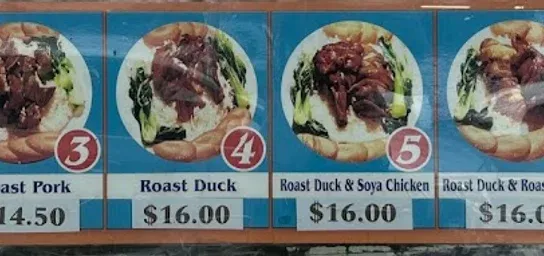 3
4
5
ast Pork
Roast Duck
Roast Duck & Soya Chicken
Roast Duck & Roas
14.50
$16.00
$16.00
$16.0